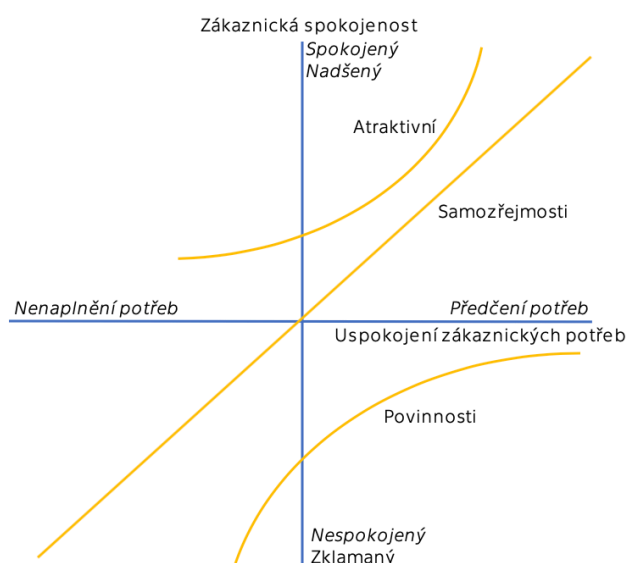 Zákaznická spokojenost
Spokojený
Nadšený
Atraktivní
Samozřejmosti
Nenaplnění potřeb
Předčení potřeb
Uspokojení zákaznických potřeb
Povinnosti
Nespokojený
Zklamaný